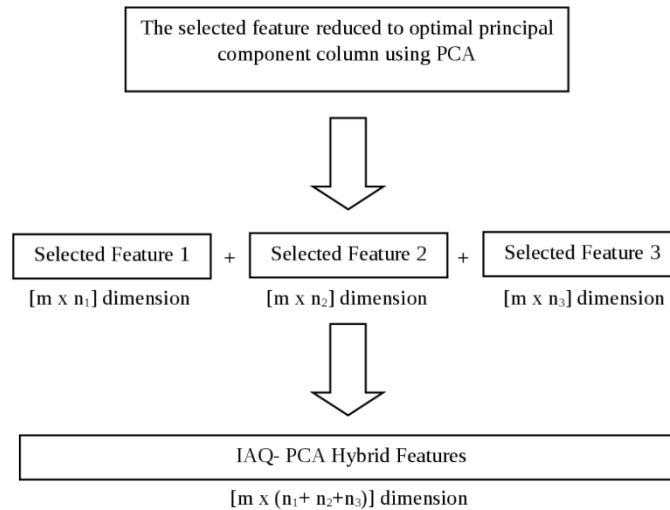 The selected feature reduced to optimal principal
component column using PCA
Selected Feature 1 + Selected Feature 2 + Selected Feature 3
[m x n₁] dimension [m x n₂] dimension [m x n₃] dimension
IAQ- PCA Hybrid Features
[m x (n₁+ n₂+n₃)] dimension